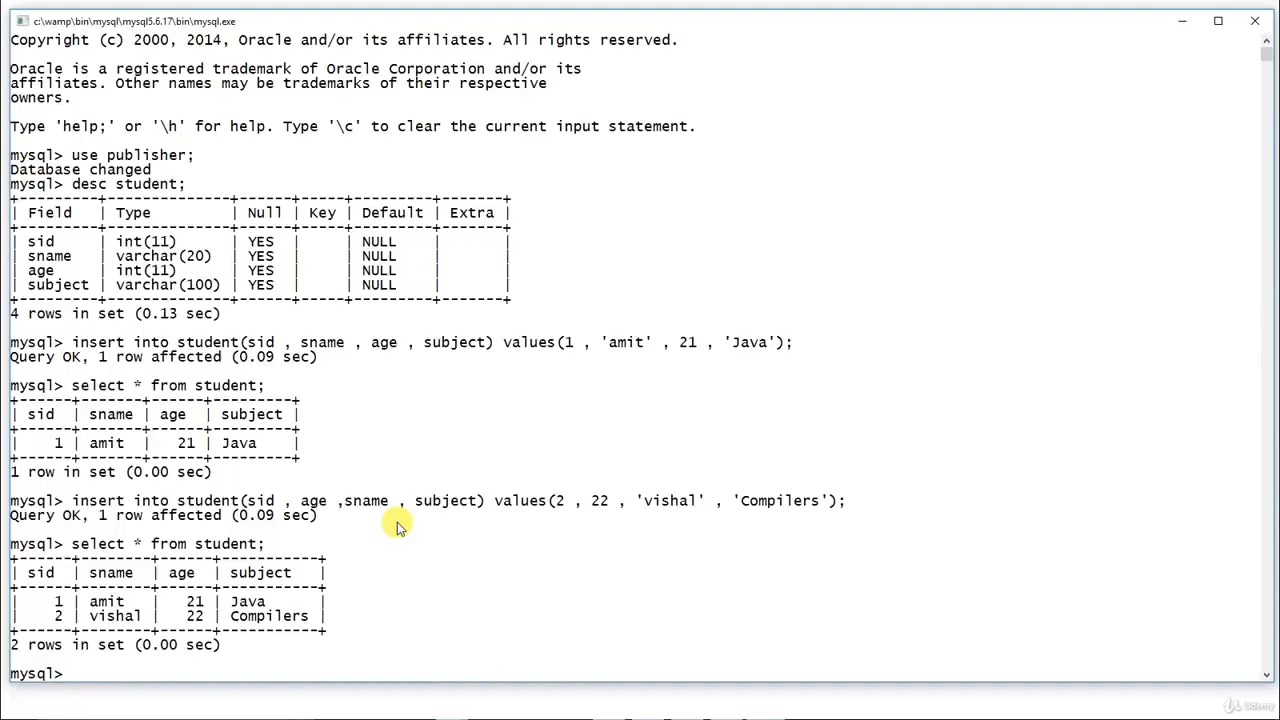 c:\wamp\bin\mysql\mysql5.6.17\bin\mysql.exe
Copyright (c) 2000, 2014, Oracle and/or its affiliates. All rights reserved.
Oracle is a registered trademark of Oracle Corporation and/or its
affiliates. Other names may be trademarks of their respective
owners.
Type 'help;' or '\h' for help. Type '\c' to clear the current input statement.
mysql> use publisher;
Database changed
mysql> desc student;
+---------+--------------+------+-----+---------+-------+
| Field   | Type         | Null | Key | Default | Extra |
+---------+--------------+------+-----+---------+-------+
| sid     | int(11)      | YES  |     | NULL    |       |
| sname   | varchar(20)  | YES  |     | NULL    |       |
| age     | int(11)      | YES  |     | NULL    |       |
| subject | varchar(100) | YES  |     | NULL    |       |
+---------+--------------+------+-----+---------+-------+
4 rows in set (0.13 sec)
mysql> insert into student(sid , sname , age , subject) values(1 , 'amit' , 21 , 'Java');
Query OK, 1 row affected (0.09 sec)
mysql> select * from student;
+------+-------+------+---------+
| sid  | sname | age  | subject |
+------+-------+------+---------+
|    1 | amit  |   21 | Java    |
+------+-------+------+---------+
1 row in set (0.00 sec)
mysql> insert into student(sid , age ,sname , subject) values(2 , 22 , 'vishal' , 'Compilers');
Query OK, 1 row affected (0.09 sec)
mysql> select * from student;
+------+--------+------+-----------+
| sid  | sname  | age  | subject   |
+------+--------+------+-----------+
|    1 | amit   |   21 | Java      |
|    2 | vishal |   22 | Compilers |
+------+--------+------+-----------+
2 rows in set (0.00 sec)
mysql>
Udemy